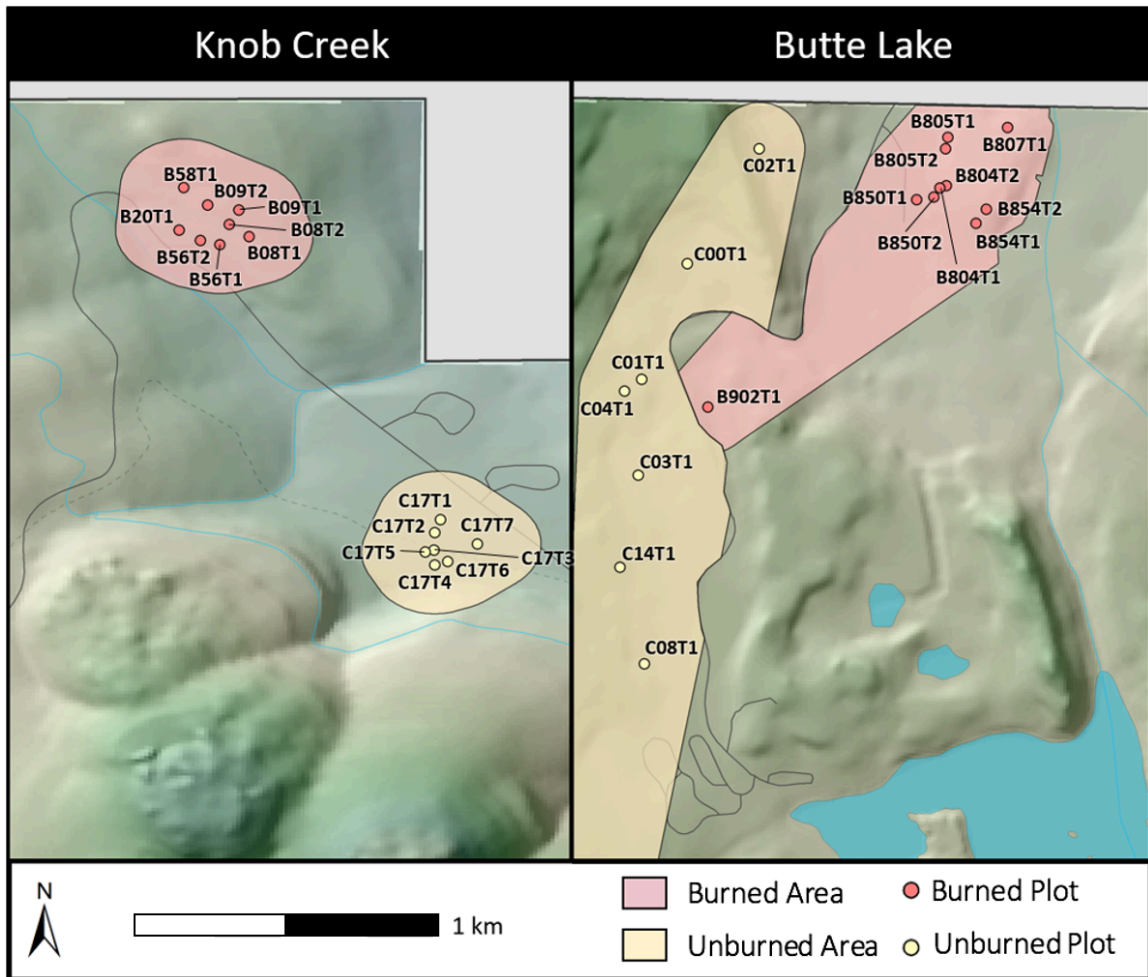 Knob Creek
Butte Lake
B58T1
B09T2
B20T1
B09T1
B08T2
B56T2
B08T1
B56T1
C17T1
C17T2
C17T7
C17T5
C17T3
C17T6
C17T4
B805T1
B807T1
C02T1
B805T2
B804T2
B850T1
B854T2
B850T2
B854T1
C00T1
B804T1
C01T1
C04T1
B902T1
C03T1
C14T1
C08T1
N
1 km
Burned Area
Burned Plot
Unburned Area
Unburned Plot